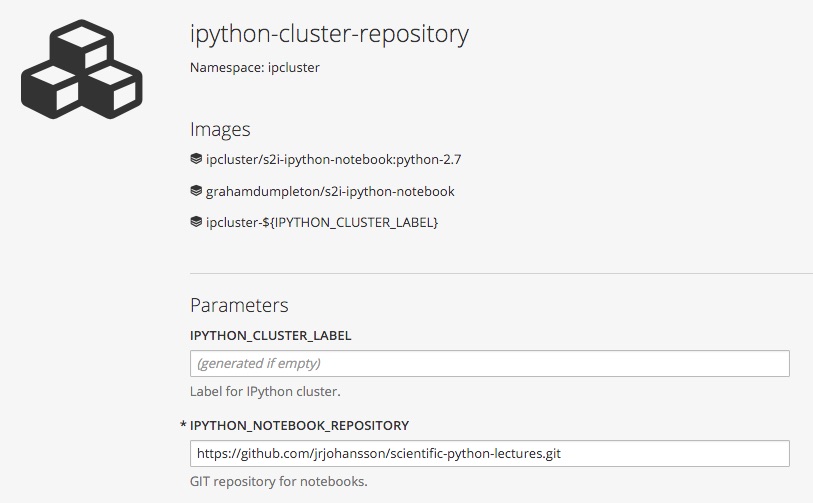 ipython-cluster-repository
Namespace: ipcluster
Images
ipcluster/s2i-ipython-notebook:python-2.7
grahamdumpleton/s2i-ipython-notebook
ipcluster-${IPYTHON_CLUSTER_LABEL}
Parameters
IPYTHON_CLUSTER_LABEL
(generated if empty)
Label for IPython cluster.
* IPYTHON_NOTEBOOK_REPOSITORY
https://github.com/jrjohansson/scientific-python-lectures.git
GIT repository for notebooks.